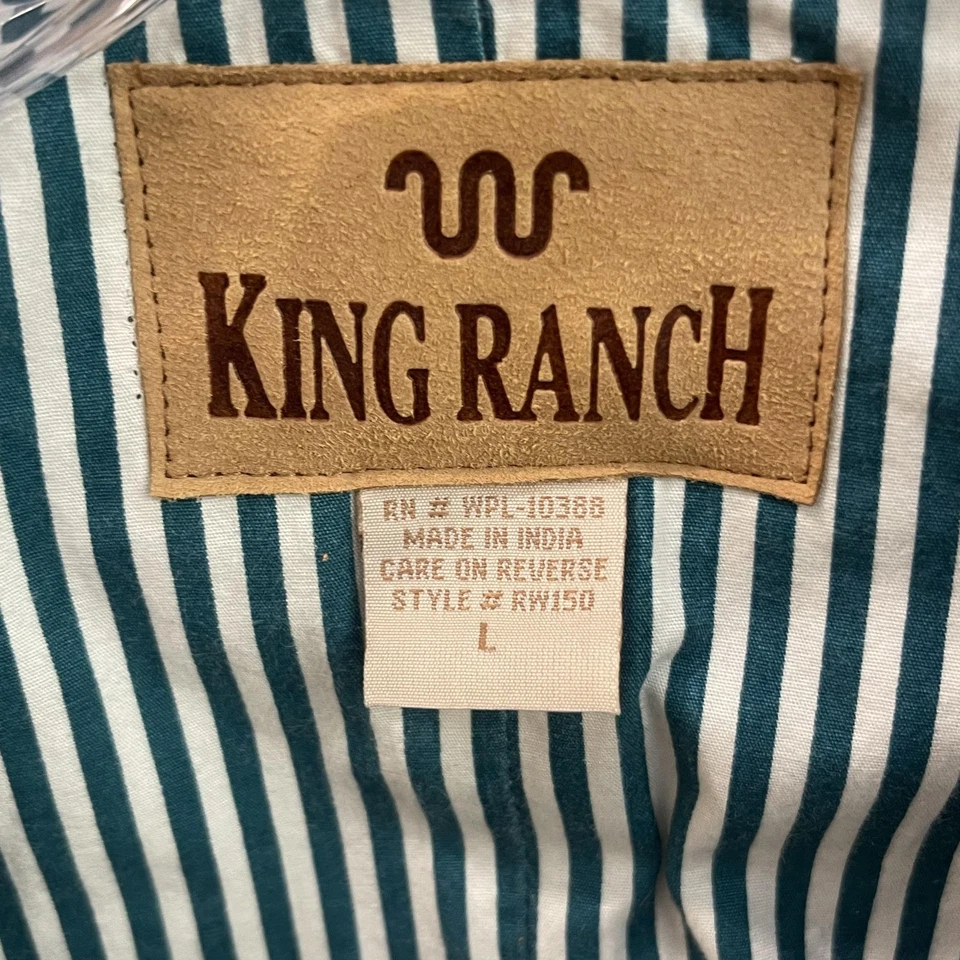 KING RANCH
RN # WPL-10388
MADE IN INDIA
CARE ON REVERSE
STYLE # RW150
L